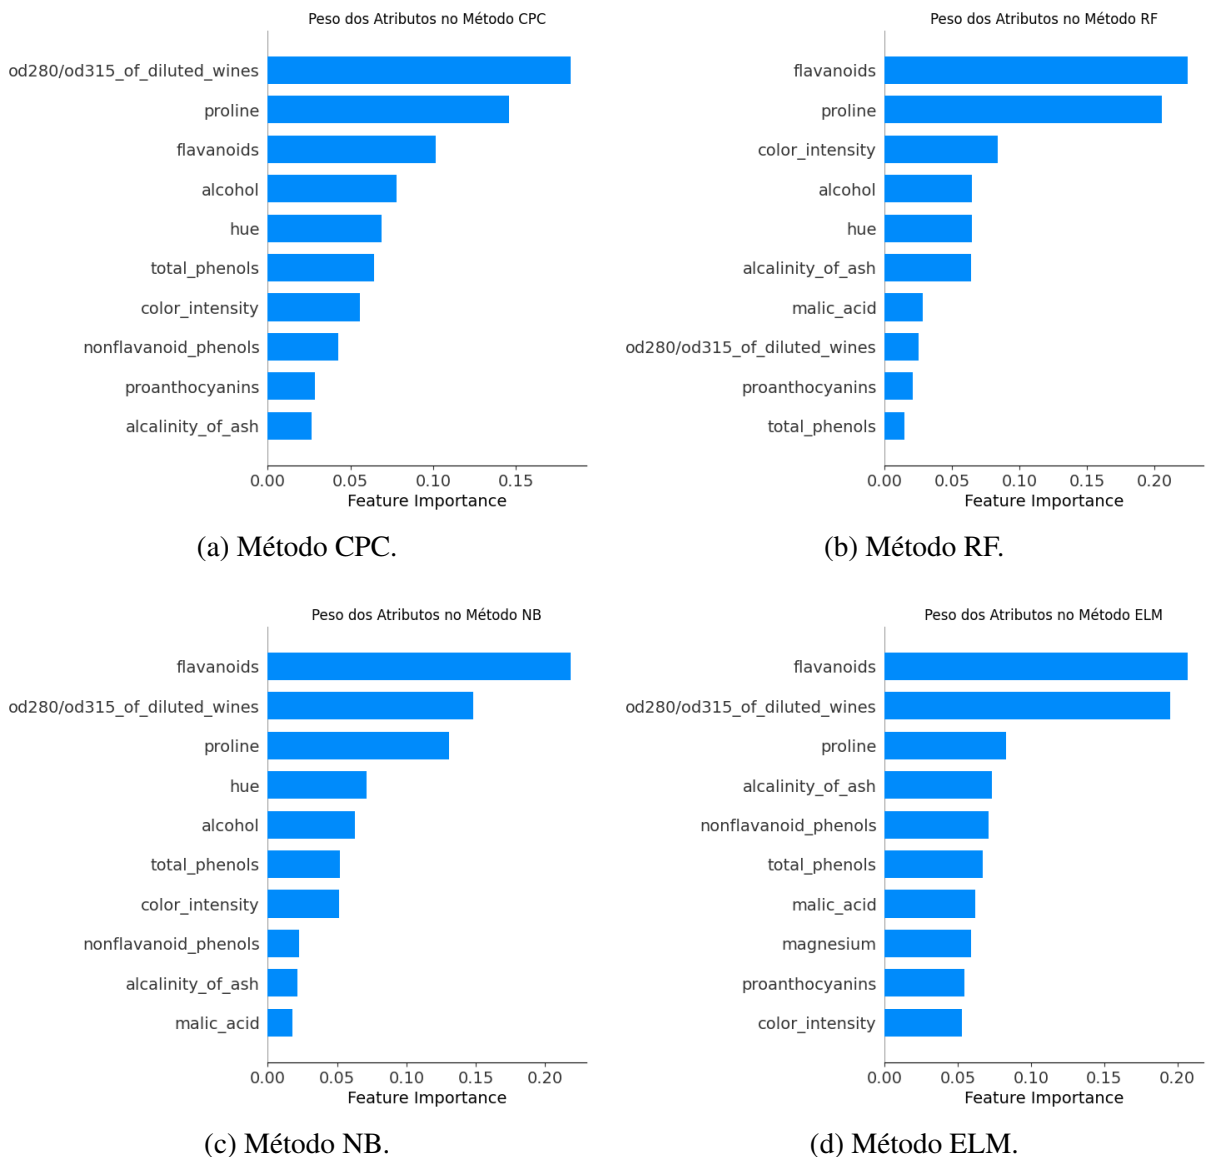 Peso dos Atributos no Método CPC
od280/od315_of_diluted_wines
proline
flavanoids
alcohol
hue
total_phenols
color_intensity
nonflavanoid_phenols
proanthocyanins
alcalinity_of_ash
0.00 0.05 0.10 0.15
Feature Importance
(a) Método CPC.
Peso dos Atributos no Método RF
flavanoids
proline
color_intensity
alcohol
hue
alcalinity_of_ash
malic_acid
od280/od315_of_diluted_wines
proanthocyanins
total_phenols
0.00 0.05 0.10 0.15 0.20
Feature Importance
(b) Método RF.
Peso dos Atributos no Método NB
flavanoids
od280/od315_of_diluted_wines
proline
hue
alcohol
total_phenols
color_intensity
nonflavanoid_phenols
alcalinity_of_ash
malic_acid
0.00 0.05 0.10 0.15 0.20
Feature Importance
(c) Método NB.
Peso dos Atributos no Método ELM
flavanoids
od280/od315_of_diluted_wines
proline
alcalinity_of_ash
nonflavanoid_phenols
total_phenols
malic_acid
magnesium
proanthocyanins
color_intensity
0.00 0.05 0.10 0.15 0.20
Feature Importance
(d) Método ELM.